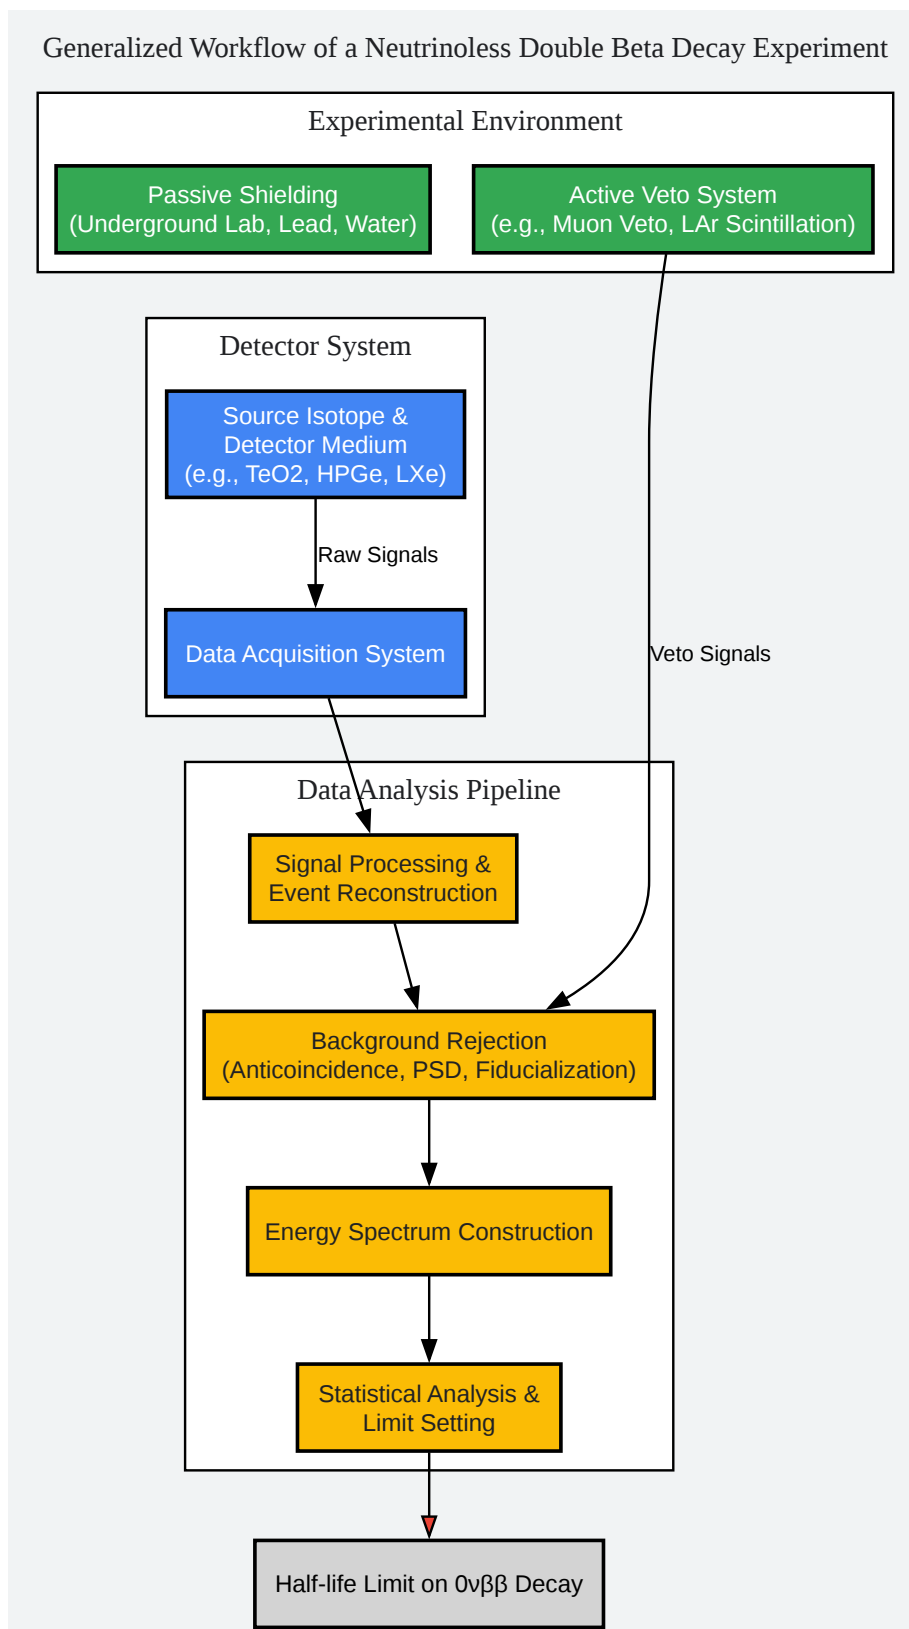 Generalized Workflow of a Neutrinoless Double Beta Decay Experiment
Experimental Environment
Passive Shielding
(Underground Lab, Lead, Water)
Active Veto System
(e.g., Muon Veto, LAr Scintillation)
Detector System
Source Isotope &
Detector Medium
(e.g., TeO2, HPGe, LXe)
Raw Signals
Data Acquisition System
Veto Signals
Data Analysis Pipeline
Signal Processing &
Event Reconstruction
Background Rejection
(Anticoincidence, PSD, Fiducialization)
Energy Spectrum Construction
Statistical Analysis &
Limit Setting
Half-life Limit on 0νββ Decay